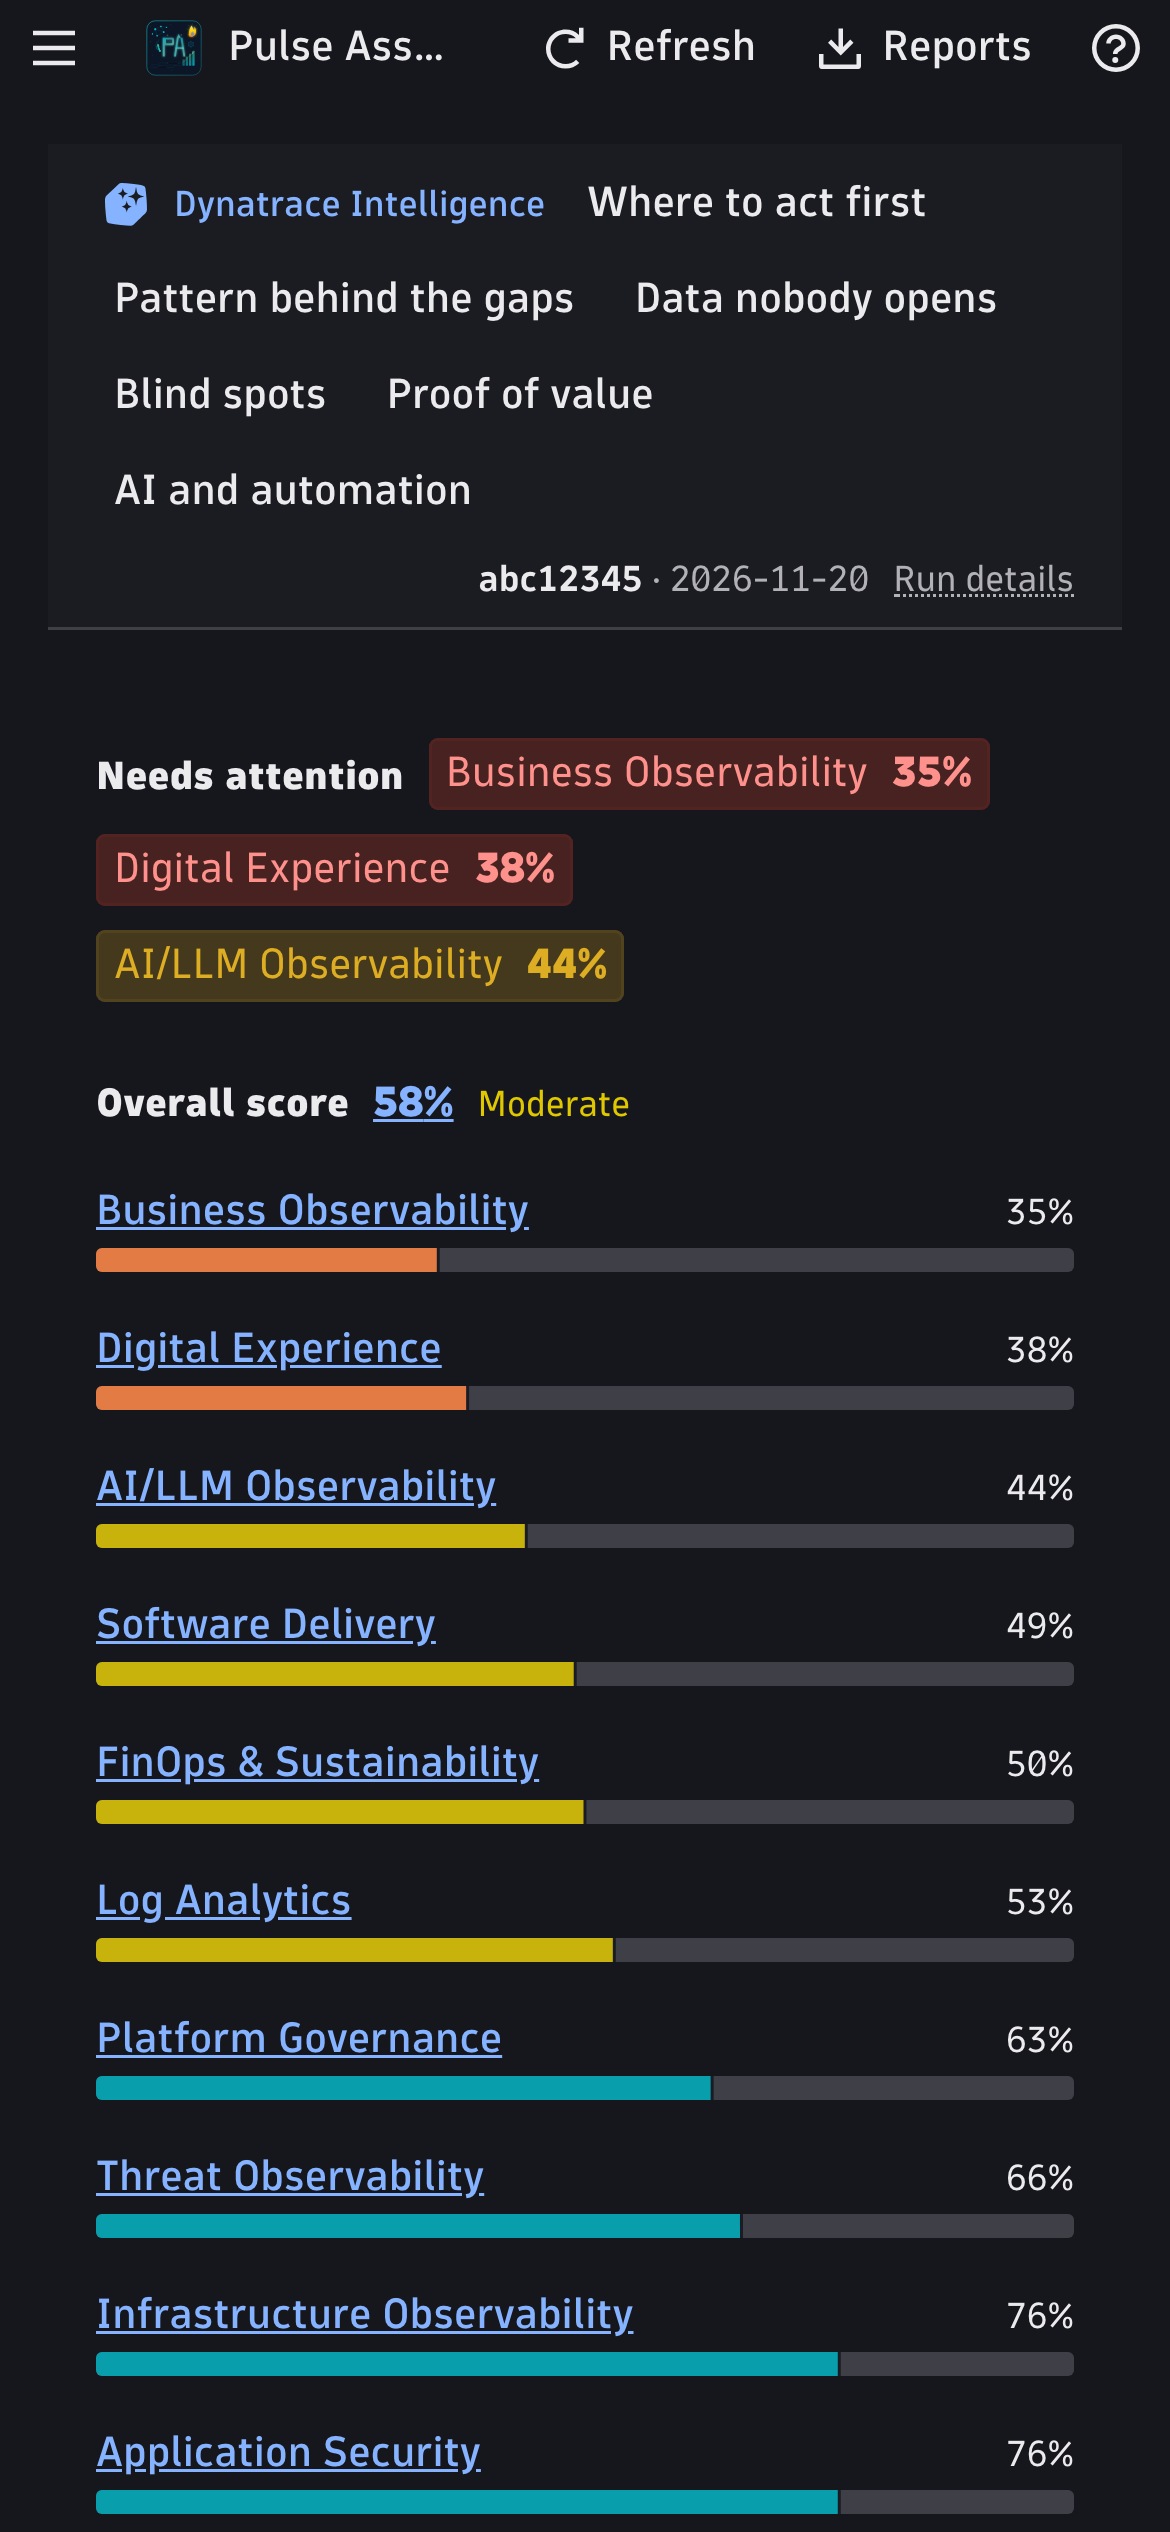 PA Pulse Ass... Refresh Reports
Dynatrace Intelligence Where to act first
Pattern behind the gaps Data nobody opens
Blind spots Proof of value
AI and automation
abc12345 · 2026-11-20 Run details
Needs attention Business Observability 35%
Digital Experience 38%
AI/LLM Observability 44%
Overall score 58% Moderate
Business Observability 35%
Digital Experience 38%
AI/LLM Observability 44%
Software Delivery 49%
FinOps & Sustainability 50%
Log Analytics 53%
Platform Governance 63%
Threat Observability 66%
Infrastructure Observability 76%
Application Security 76%